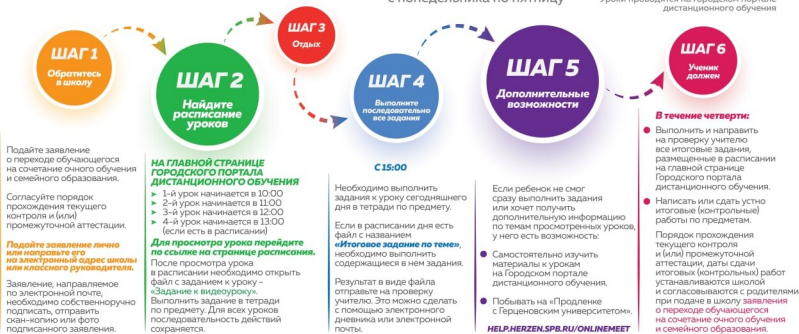 с понедельника по пятницу
Уроки проводятся на Городском портале
дистанционного обучения
ШАГ 1
Обратитесь
в школу
ШАГ 2
Найдите
расписание
уроков
ШАГ 3
Отдых
ШАГ 4
Выполните
последовательно
все задания
ШАГ 5
Дополнительные
возможности
ШАГ 6
Ученик
должен
Подайте заявление
о переходе обучающегося
на сочетание очного обучения
и семейного образования.
Согласуйте порядок
прохождения текущего
контроля и (или)
промежуточной аттестации.
Подайте заявление лично
или направьте его
на электронный адрес школы
или классного руководителя.
Заявление, направляемое
по электронной почте,
необходимо собственноручно
подписать, отправить
скан-копию или фото
подписанного заявления.
НА ГЛАВНОЙ СТРАНИЦЕ
ГОРОДСКОГО ПОРТАЛА
ДИСТАНЦИОННОГО ОБУЧЕНИЯ
1-й урок начинается в 10:00
2-й урок начинается в 11:00
3-й урок начинается в 12:00
4-й урок начинается в 13:00
(если есть в расписании)
Для просмотра урока перейдите
по ссылке на странице расписания.
После просмотра урока
в расписании необходимо открыть
файл с заданием к уроку –
«Задание к видеоуроку».
Выполнить задание в тетради
по предмету. Для всех уроков
последовательность действий
сохраняется.
С 15:00
Необходимо выполнить
задания к уроку сегодняшнего
дня в тетради по предмету.
Если в расписании дня есть
файл с названием
«Итоговое задание по теме»,
необходимо выполнить
содержащиеся в нем задания.
Результат в виде файла
отправьте на проверку
учителю. Это можно сделать
с помощью электронного
дневника или электронной
почты.
Если ребенок не смог
сразу выполнить задания
или хочет получить
дополнительную информацию
по темам просмотренных уроков,
у него есть возможность:
Самостоятельно изучить
материалы к урокам
на Городском портале
дистанционного обучения.
Побывать на «Продленке
с Герценовским университетом».
HELP.HERZEN.SPB.RU/ONLINEMEET
В течение четверти:
Выполнить и направить
на проверку учителю
все итоговые задания,
размещенные в расписании
на главной странице
Городского портала
дистанционного обучения.
Написать или сдать устно
итоговые (контрольные)
работы по предметам.
Порядок прохождения
текущего контроля
и (или) промежуточной
аттестации, даты сдачи
итоговых (контрольных) работ
устанавливаются школой
и согласовываются с родителями
при подаче в школу заявления
о переходе обучающегося
на сочетание очного обучения
и семейного образования.